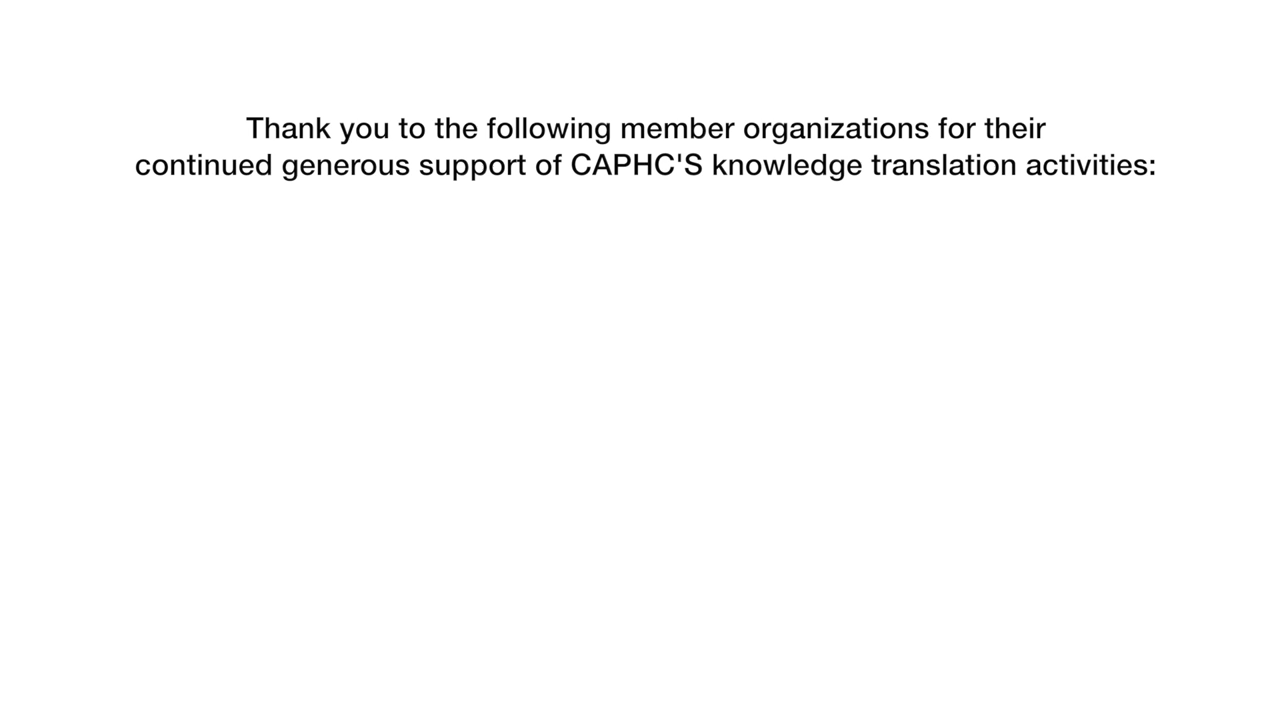 Thank you to the following member organizations for their
continued generous support of CAPHC'S knowledge translation activities: